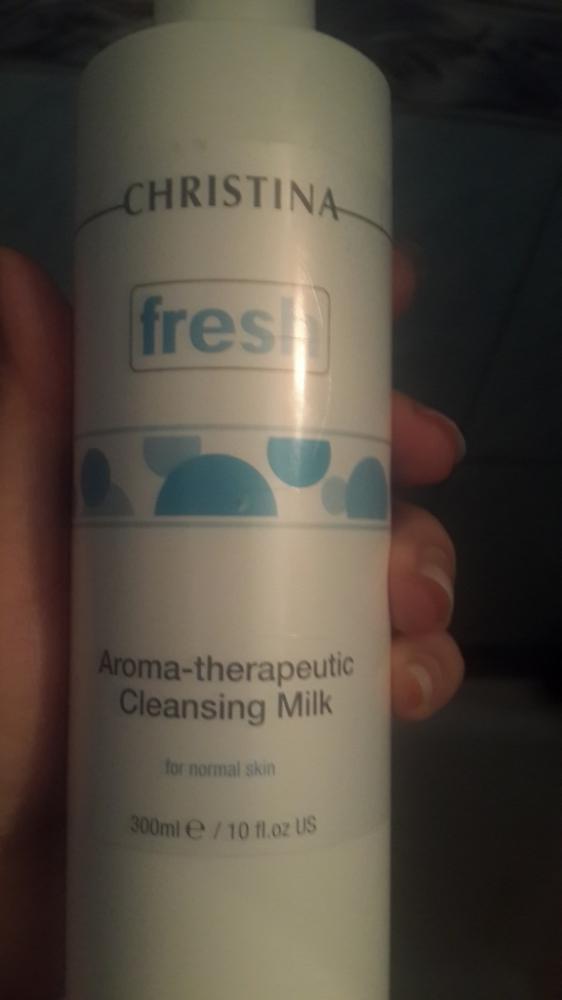 CHRISTINA
fresh
Aroma-therapeutic
Cleansing Milk
for normal skin
300ml ℮ / 10 fl.oz US